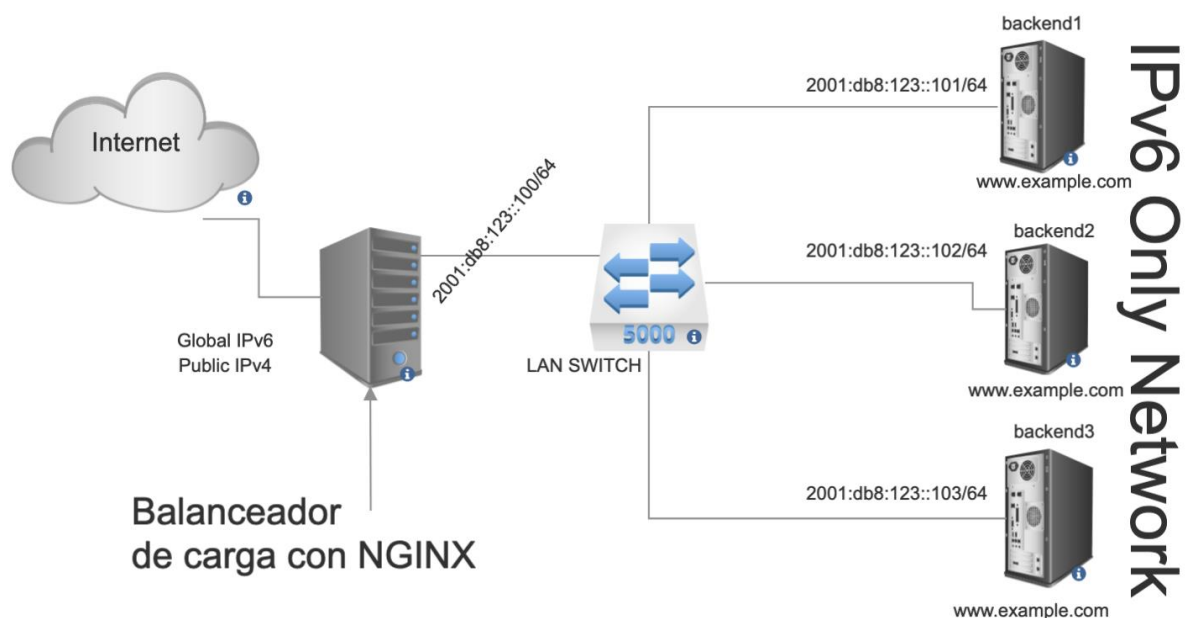 Internet
Global IPv6
Public IPv4
Balanceador
de carga con NGINX
2001:db8:123::100/64
5000
LAN SWITCH
backend1
2001:db8:123::101/64
www.example.com
backend2
2001:db8:123::102/64
www.example.com
backend3
2001:db8:123::103/64
www.example.com
IPv6 Only Network